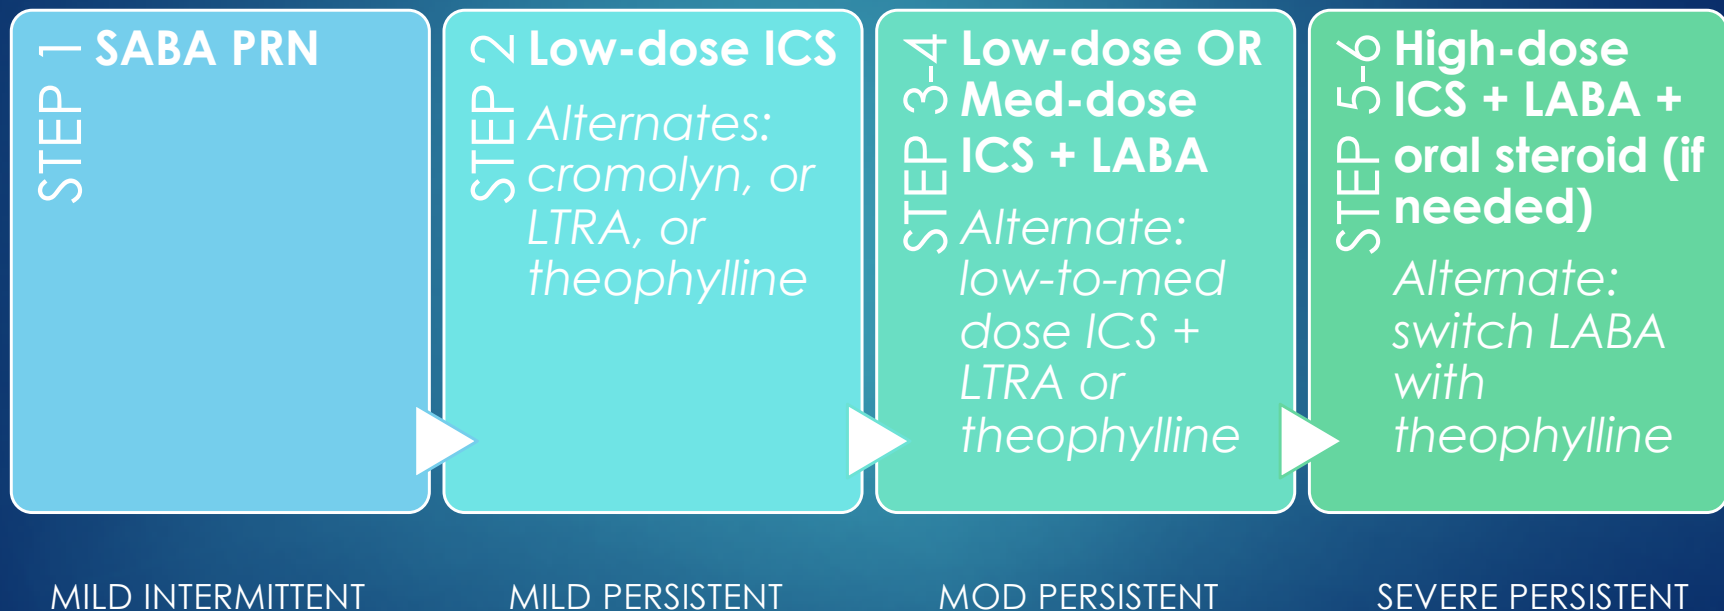 STEP 1
SABA PRN
STEP 2
Low-dose ICS
Alternates:
cromolyn, or
LTRA, or
theophylline
STEP 3-4
Low-dose OR
Med-dose
ICS + LABA
Alternate:
low-to-med
dose ICS +
LTRA or
theophylline
STEP 5-6
High-dose
ICS + LABA +
oral steroid (if
needed)
Alternate:
switch LABA
with
theophylline
MILD INTERMITTENT
MILD PERSISTENT
MOD PERSISTENT
SEVERE PERSISTENT